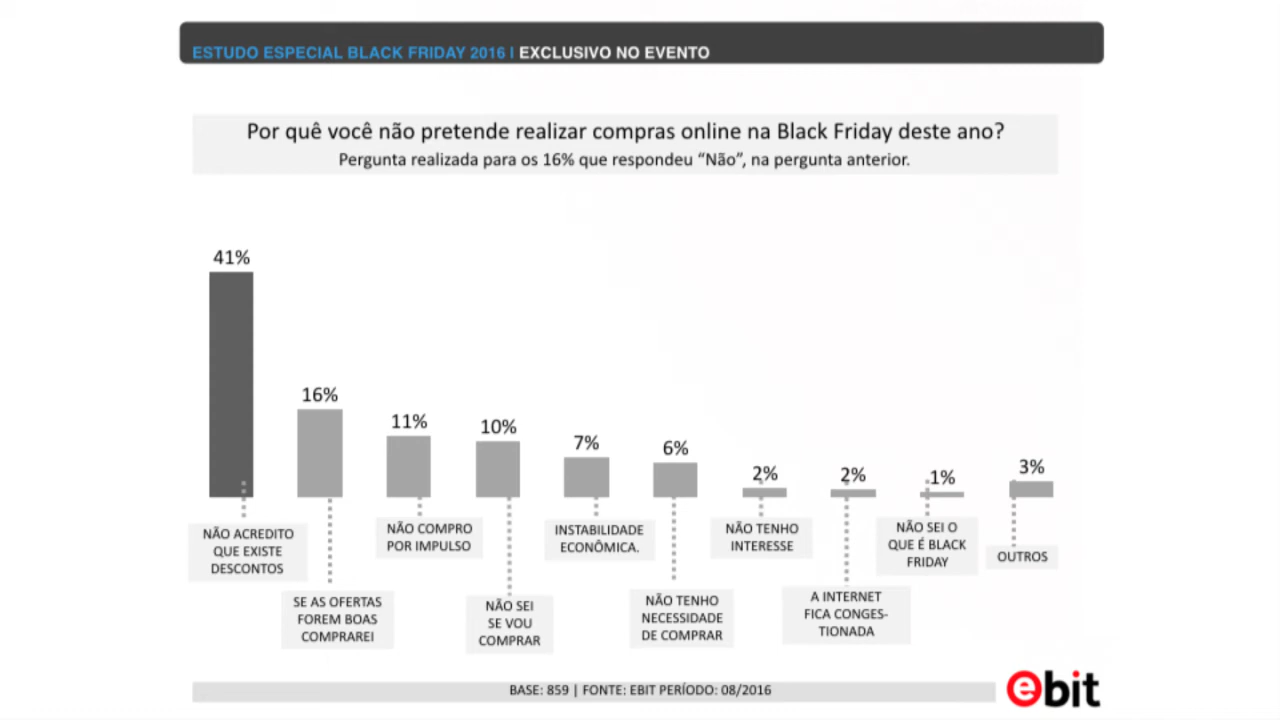 ESTUDO ESPECIAL BLACK FRIDAY 2016 | EXCLUSIVO NO EVENTO
Por quê você não pretende realizar compras online na Black Friday deste ano?
Pergunta realizada para os 16% que respondeu “Não”, na pergunta anterior.
41%
16%
11%
10%
7%
6%
2%
2%
1%
3%
NÃO ACREDITO
QUE EXISTE
DESCONTOS
SE AS OFERTAS
FOREM BOAS
COMPRAREI
NÃO COMPRO
POR IMPULSO
NÃO SEI
SE VOU
COMPRAR
INSTABILIDADE
ECONÔMICA.
NÃO TENHO
NECESSIDADE
DE COMPRAR
NÃO TENHO
INTERESSE
A INTERNET
FICA CONGES-
TIONADA
NÃO SEI O
QUE É BLACK
FRIDAY
OUTROS
BASE: 859 | FONTE: EBIT PERÍODO: 08/2016
ebit